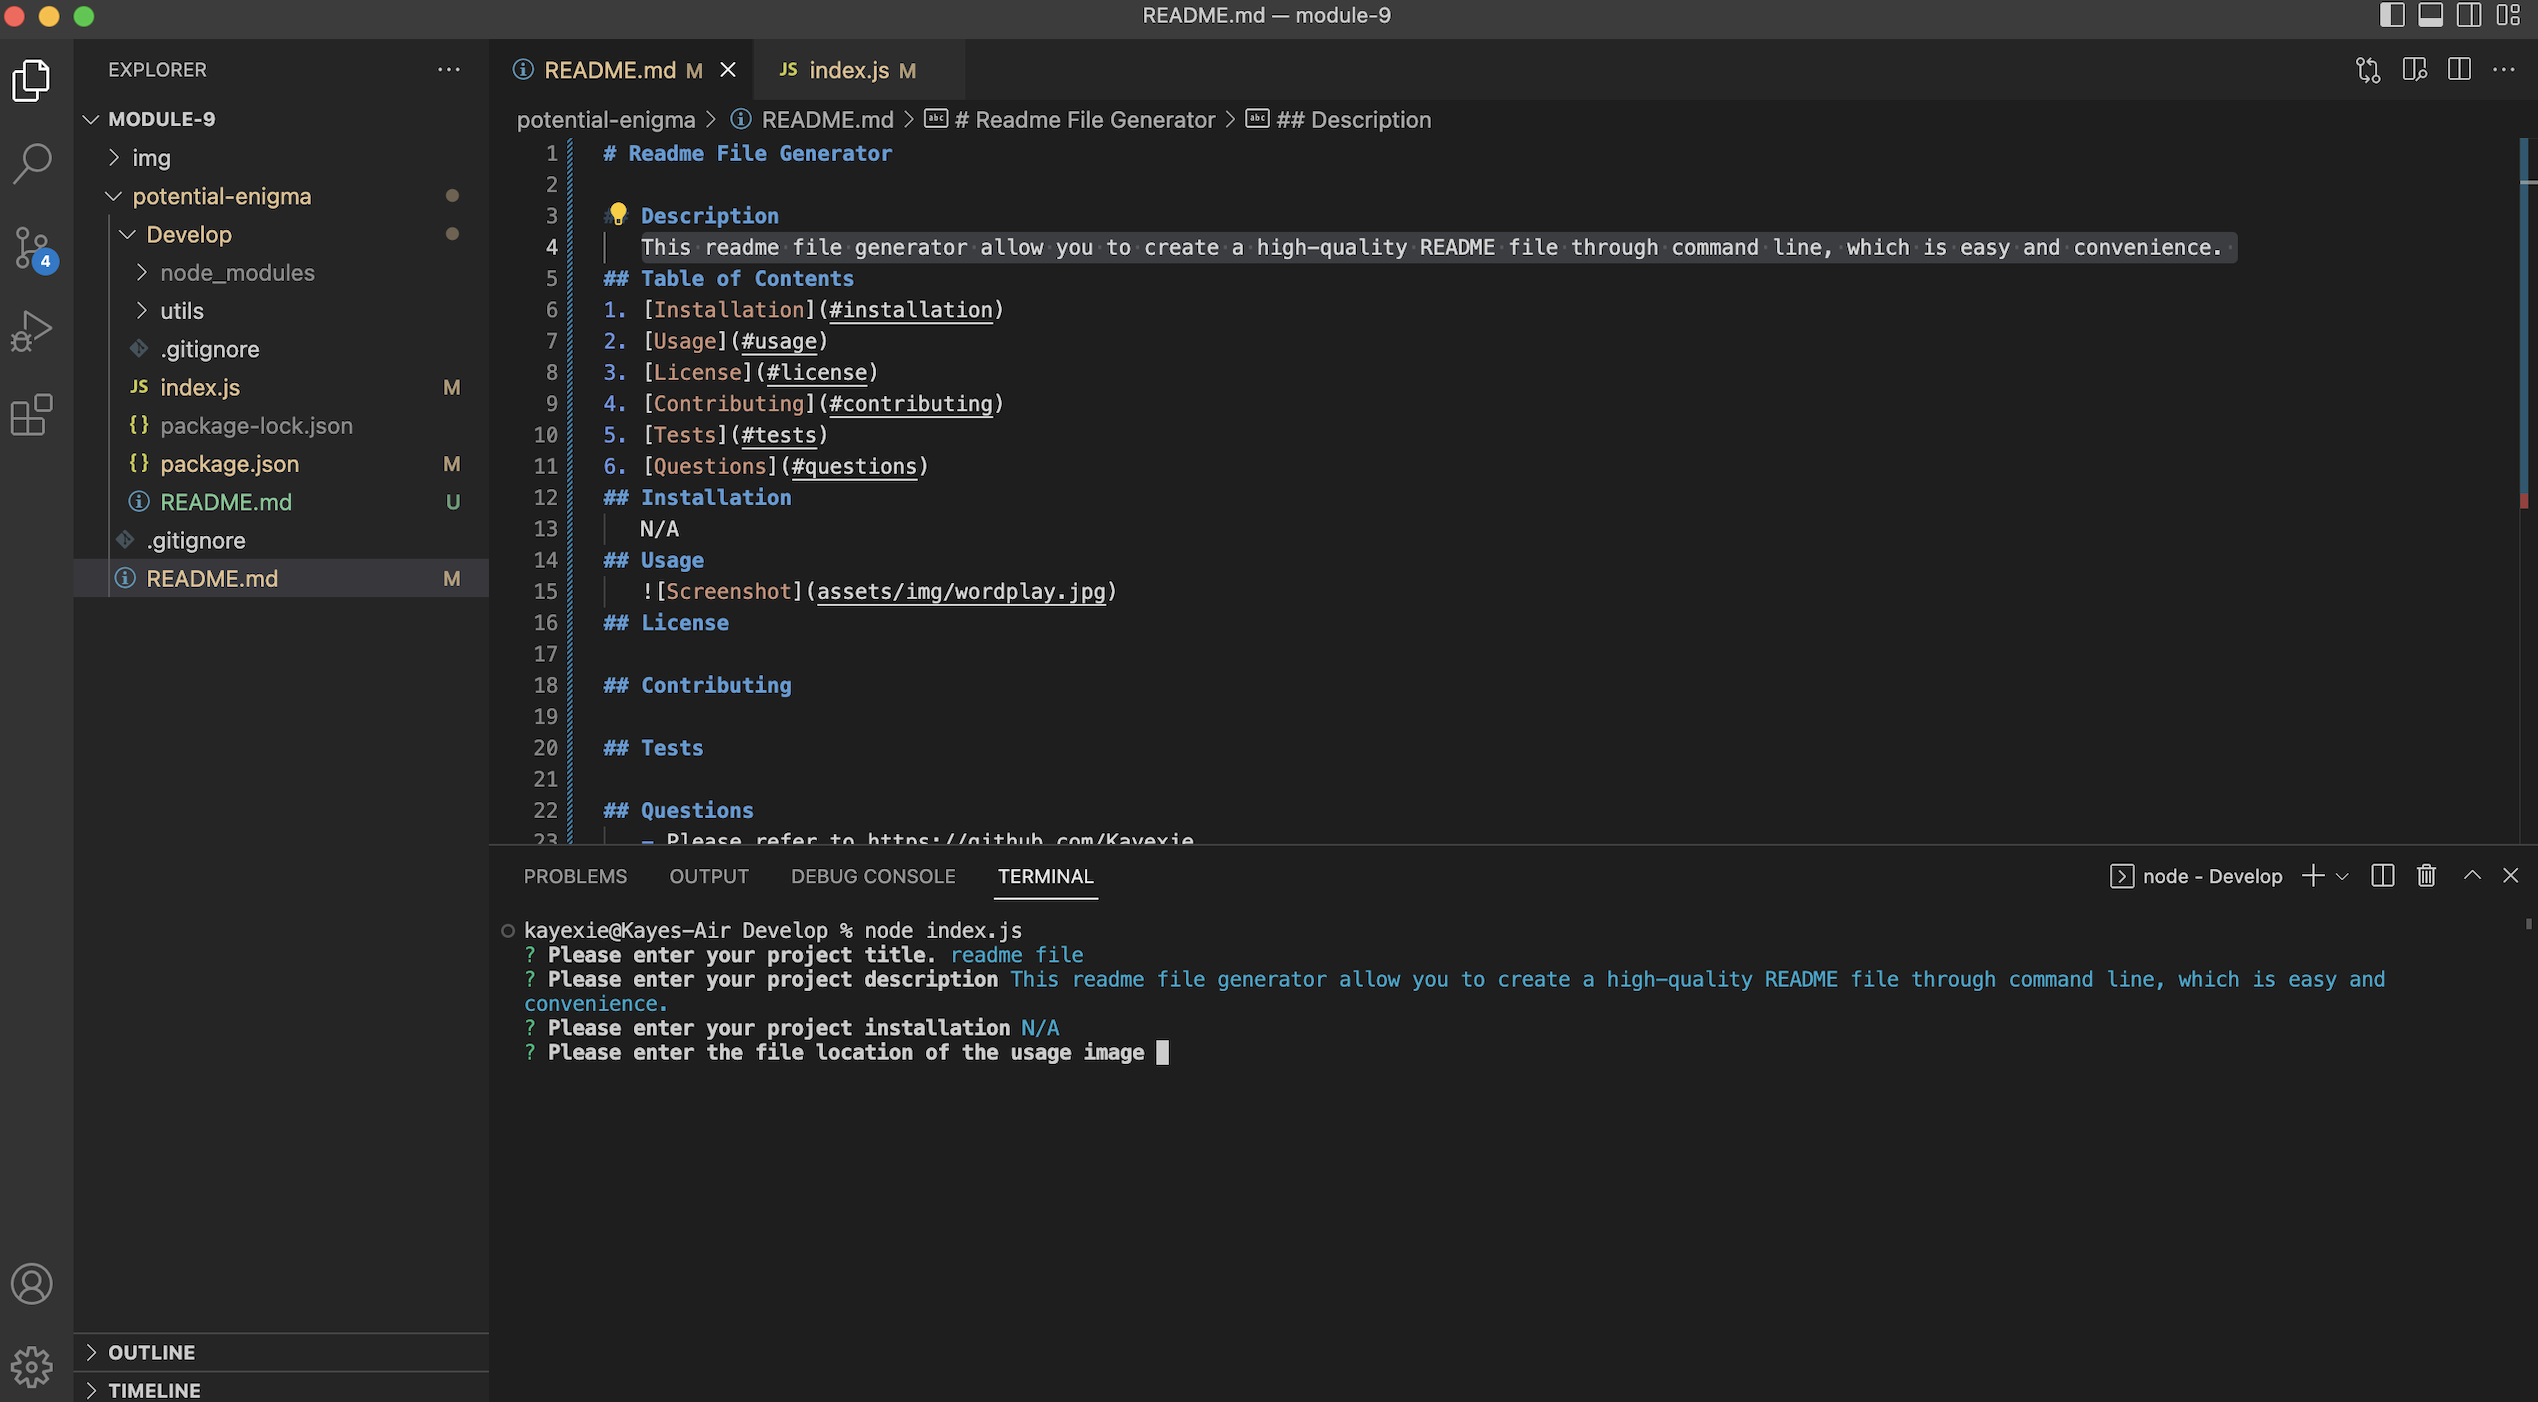 README.md — module-9
EXPLORER
MODULE-9
img
potential-enigma
Develop
node_modules
utils
.gitignore
JS index.js M
{} package-lock.json
{} package.json M
README.md U
.gitignore
README.md M
4
OUTLINE
TIMELINE
README.md M
JS index.js M
potential-enigma > README.md > # Readme File Generator > ## Description
1 # Readme File Generator
2
3 Description
4 This readme file generator allow you to create a high-quality README file through command line, which is easy and convenience.
5 ## Table of Contents
6 1. [Installation](#installation)
7 2. [Usage](#usage)
8 3. [License](#license)
9 4. [Contributing](#contributing)
10 5. [Tests](#tests)
11 6. [Questions](#questions)
12 ## Installation
13 N/A
14 ## Usage
15 ![Screenshot](assets/img/wordplay.jpg)
16 ## License
17
18 ## Contributing
19
20 ## Tests
21
22 ## Questions
23 - Please refer to https://github.com/Kayexie
PROBLEMS OUTPUT DEBUG CONSOLE TERMINAL
node - Develop
kayexie@Kayes-Air Develop % node index.js
? Please enter your project title. readme file
? Please enter your project description This readme file generator allow you to create a high-quality README file through command line, which is easy and
convenience.
? Please enter your project installation N/A
? Please enter the file location of the usage image